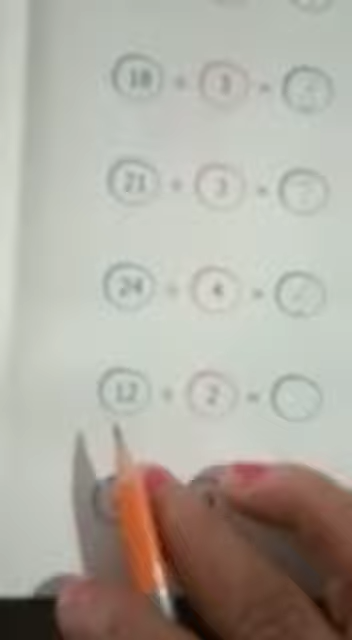 18 ÷ 3 =
21 ÷ 3 = 7
24 ÷ 4 =
12 ÷ 2 =